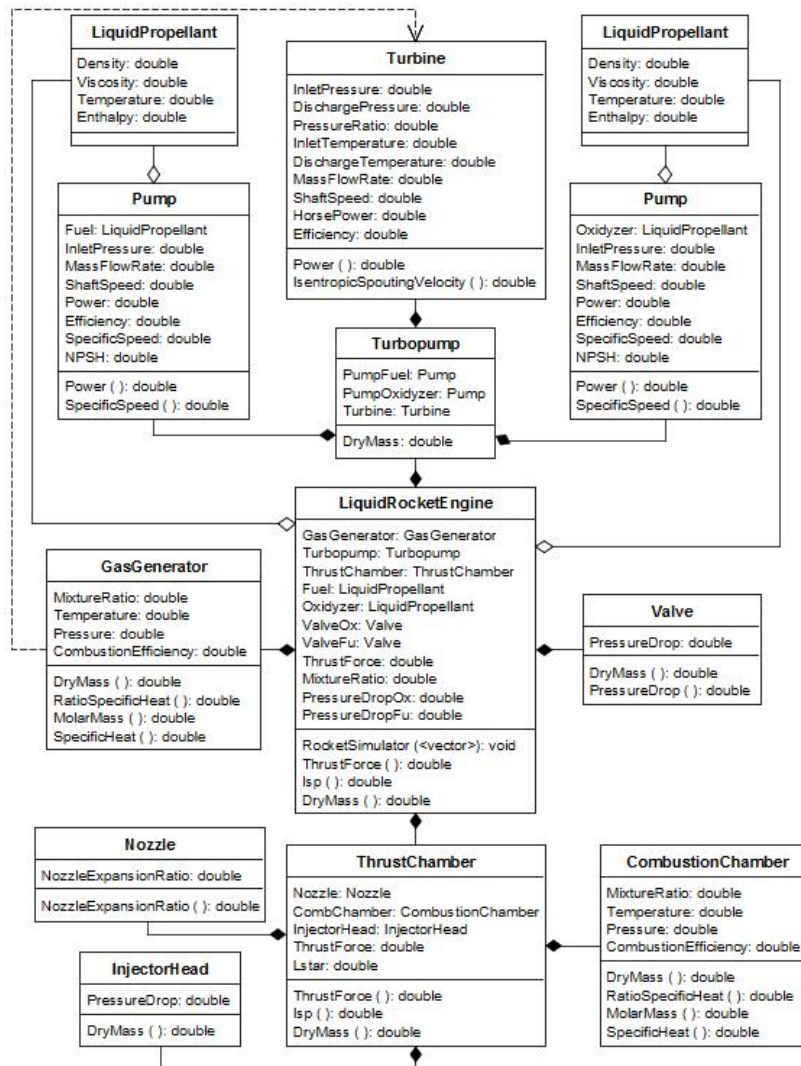 LiquidPropellant
Density: double
Viscosity: double
Temperature: double
Enthalpy: double
Turbine
InletPressure: double
DischargePressure: double
PressureRatio: double
InletTemperature: double
DischargeTemperature: double
MassFlowRate: double
ShaftSpeed: double
HorsePower: double
Efficiency: double
Power ( ): double
IsentropicSpoutingVelocity ( ): double
LiquidPropellant
Density: double
Viscosity: double
Temperature: double
Enthalpy: double
Pump
Fuel: LiquidPropellant
InletPressure: double
MassFlowRate: double
ShaftSpeed: double
Power: double
Efficiency: double
SpecificSpeed: double
NPSH: double
Power ( ): double
SpecificSpeed ( ): double
Pump
Oxidyzer: LiquidPropellant
InletPressure: double
MassFlowRate: double
ShaftSpeed: double
Power: double
Efficiency: double
SpecificSpeed: double
NPSH: double
Power ( ): double
SpecificSpeed ( ): double
Turbopump
PumpFuel: Pump
PumpOxidyzer: Pump
Turbine: Turbine
DryMass: double
LiquidRocketEngine
GasGenerator: GasGenerator
Turbopump: Turbopump
ThrustChamber: ThrustChamber
Fuel: LiquidPropellant
Oxidyzer: LiquidPropellant
ValveOx: Valve
ValveFu: Valve
ThrustForce: double
MixtureRatio: double
PressureDropOx: double
PressureDropFu: double
RocketSimulator (<vector>): void
ThrustForce ( ): double
Isp ( ): double
DryMass ( ): double
GasGenerator
MixtureRatio: double
Temperature: double
Pressure: double
CombustionEfficiency: double
DryMass ( ): double
RatioSpecificHeat ( ): double
MolarMass ( ): double
SpecificHeat ( ): double
Valve
PressureDrop: double
DryMass ( ): double
PressureDrop ( ): double
Nozzle
NozzleExpansionRatio: double
NozzleExpansionRatio ( ): double
ThrustChamber
Nozzle: Nozzle
CombChamber: CombustionChamber
InjectorHead: InjectorHead
ThrustForce: double
Lstar: double
ThrustForce ( ): double
Isp ( ): double
DryMass ( ): double
CombustionChamber
MixtureRatio: double
Temperature: double
Pressure: double
CombustionEfficiency: double
DryMass ( ): double
RatioSpecificHeat ( ): double
MolarMass ( ): double
SpecificHeat ( ): double
InjectorHead
PressureDrop: double
DryMass ( ): double